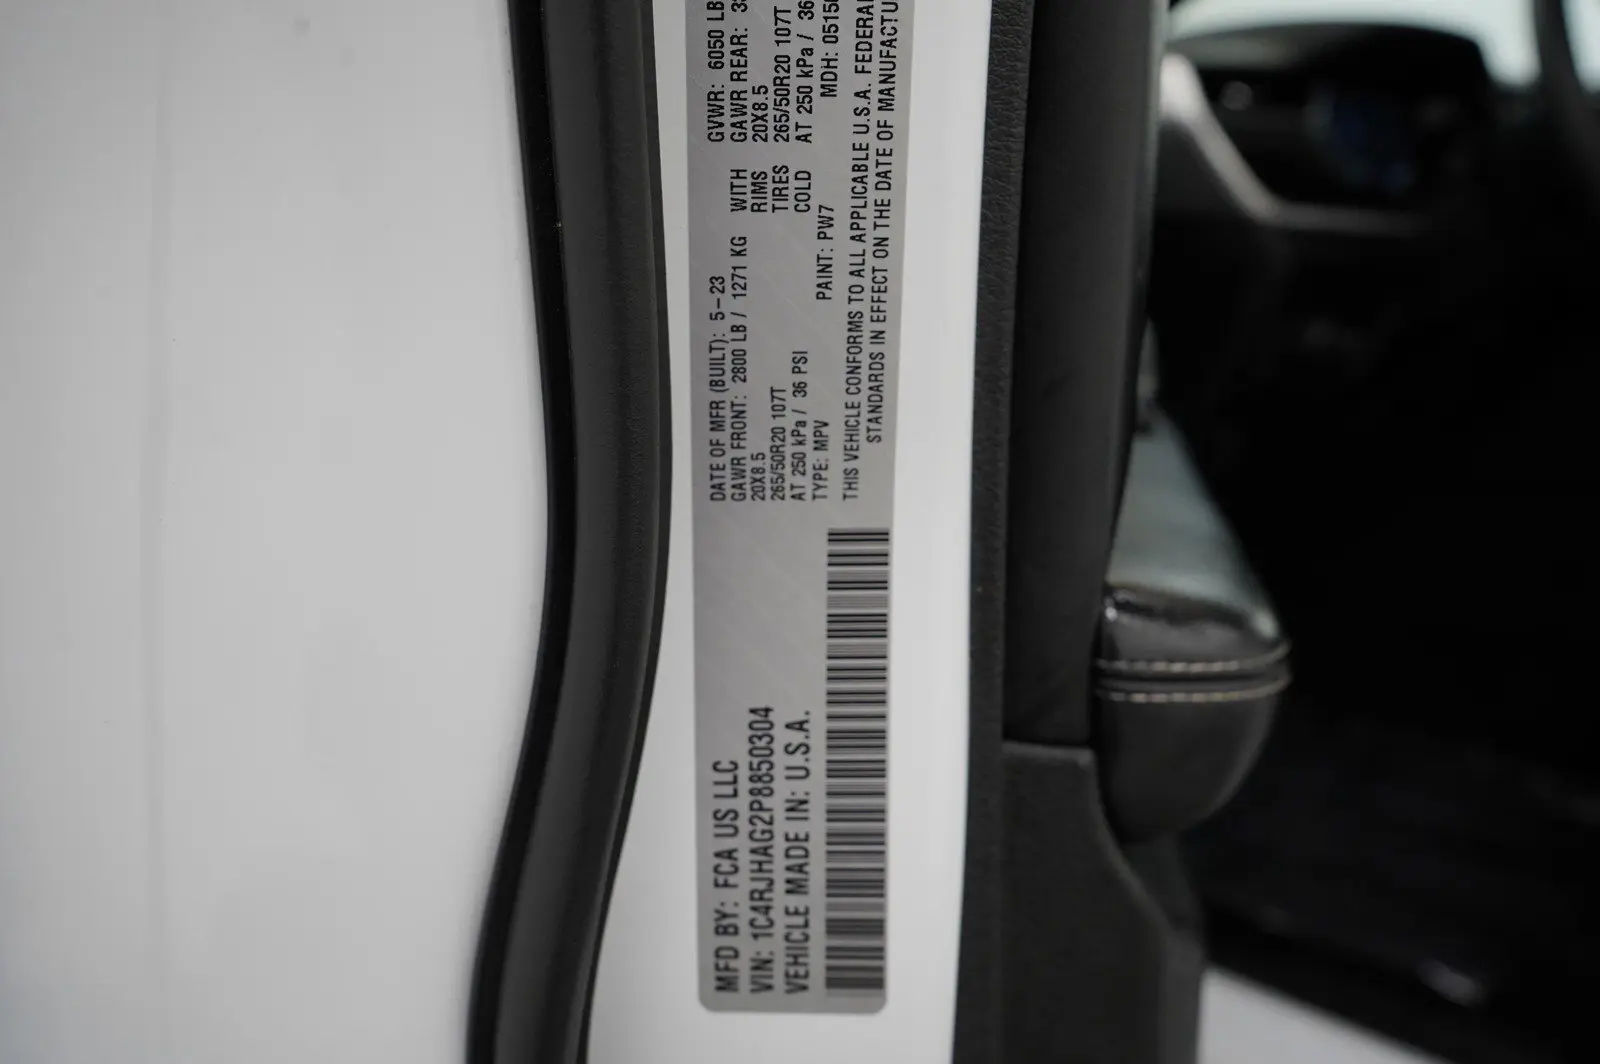 MFD BY: FCA US LLC
VIN: 1C4RJHAG2P8850304
VEHICLE MADE IN: U.S.A.
DATE OF MFR (BUILT): 5-23 GVWR: 6050 LB
GAWR FRONT: 2800 LB / 1271 KG WITH GAWR REAR:
20X8.5 RIMS 20X8.5
265/50R20 107T TIRES 265/50R20 107T
AT 250 kPa / 36 PSI COLD AT 250 kPa / 36
TYPE: MPV PAINT: PW7 MDH: 0515
THIS VEHICLE CONFORMS TO ALL APPLICABLE U.S.A. FEDERAL
STANDARDS IN EFFECT ON THE DATE OF MANUFACTU